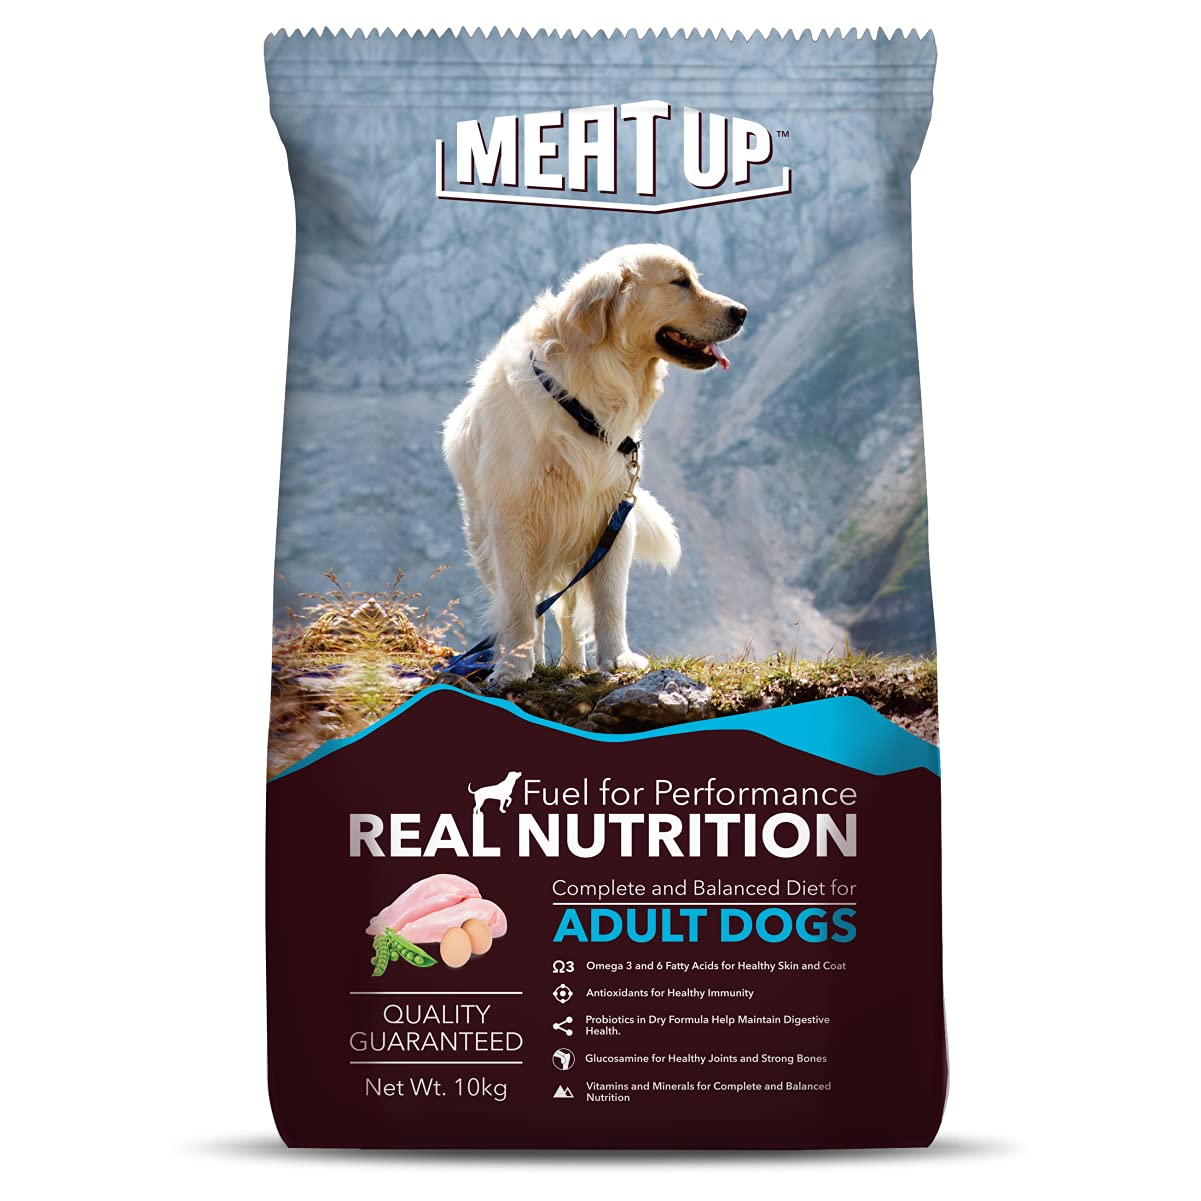 MEAT UP™
Fuel for Performance
REAL NUTRITION
Complete and Balanced Diet for
ADULT DOGS
Ω3 Omega 3 and 6 Fatty Acids for Healthy Skin and Coat
Antioxidants for Healthy Immunity
Probiotics in Dry Formula Help Maintain Digestive
Health.
Glucosamine for Healthy Joints and Strong Bones
Vitamins and Minerals for Complete and Balanced
Nutrition
QUALITY
GUARANTEED
Net Wt. 10kg